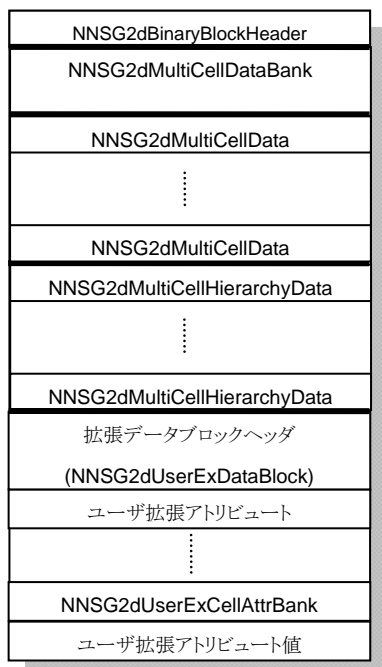 NNSG2dBinaryBlockHeader
NNSG2dMultiCellDataBank
NNSG2dMultiCellData
NNSG2dMultiCellData
NNSG2dMultiCellHierarchyData
NNSG2dMultiCellHierarchyData
拡張データブロックヘッダ
(NNSG2dUserExDataBlock)
ユーザ拡張アトリビュート
NNSG2dUserExCellAttrBank
ユーザ拡張アトリビュート値